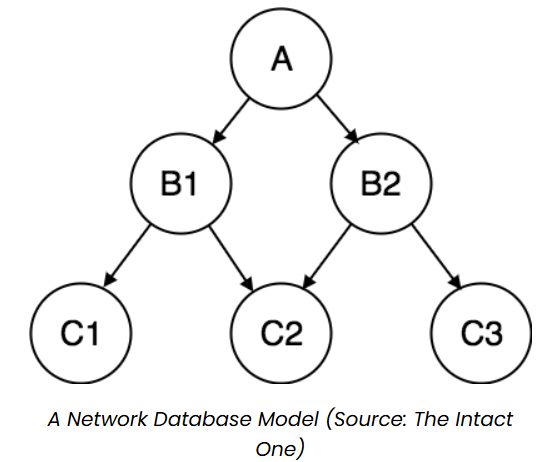 A
B1 B2
C1 C2 C3
A Network Database Model (Source: The Intact
One)